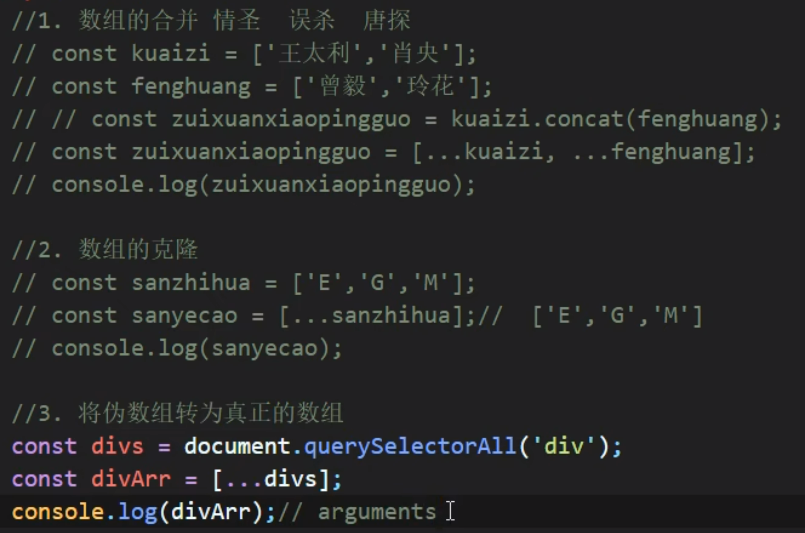 //1. 数组的合并 情圣  误杀  唐探
// const kuaizi = ['王太利','肖央'];
// const fenghuang = ['曾毅','玲花'];
// // const zuixuanxiaopingguo = kuaizi.concat(fenghuang);
// const zuixuanxiaopingguo = [...kuaizi, ...fenghuang];
// console.log(zuixuanxiaopingguo);
//2. 数组的克隆
// const sanzhihua = ['E','G','M'];
// const sanyecao = [...sanzhihua];//  ['E','G','M']
// console.log(sanyecao);
//3. 将伪数组转为真正的数组
const divs = document.querySelectorAll('div');
const divArr = [...divs];
console.log(divArr);// arguments